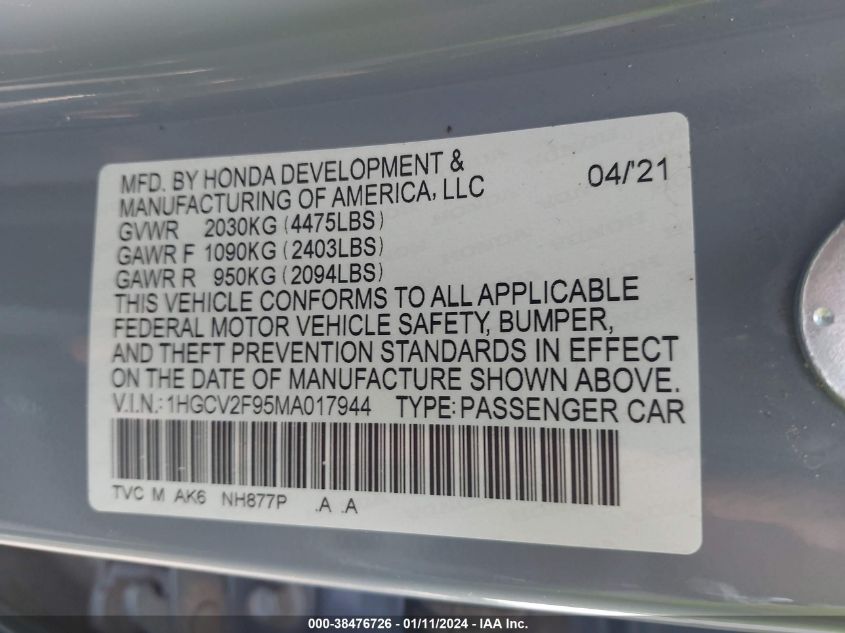 MFD. BY HONDA DEVELOPMENT &
MANUFACTURING OF AMERICA, LLC 04/'21
GVWR 2030KG (4475LBS)
GAWR F 1090KG (2403LBS)
GAWR R 950KG (2094LBS)
THIS VEHICLE CONFORMS TO ALL APPLICABLE
FEDERAL MOTOR VEHICLE SAFETY, BUMPER,
AND THEFT PREVENTION STANDARDS IN EFFECT
ON THE DATE OF MANUFACTURE SHOWN ABOVE.
V.I.N.: 1HGCV2F95MA017944 TYPE: PASSENGER CAR
TVC M AK6 NH877P .A .A
000-38476726 - 01/11/2024 - IAAI Inc.